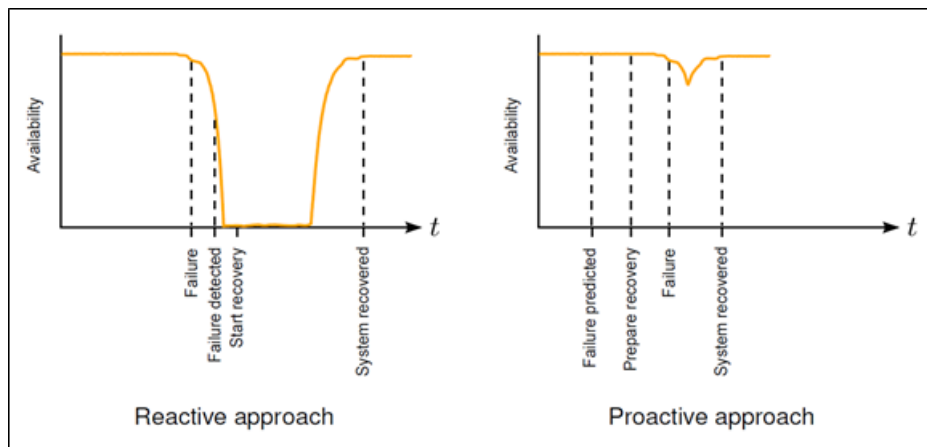 Availability
t
Failure
Failure detected
Start recovery
System recovered
Reactive approach
Availability
t
Failure predicted
Prepare recovery
Failure
System recovered
Proactive approach